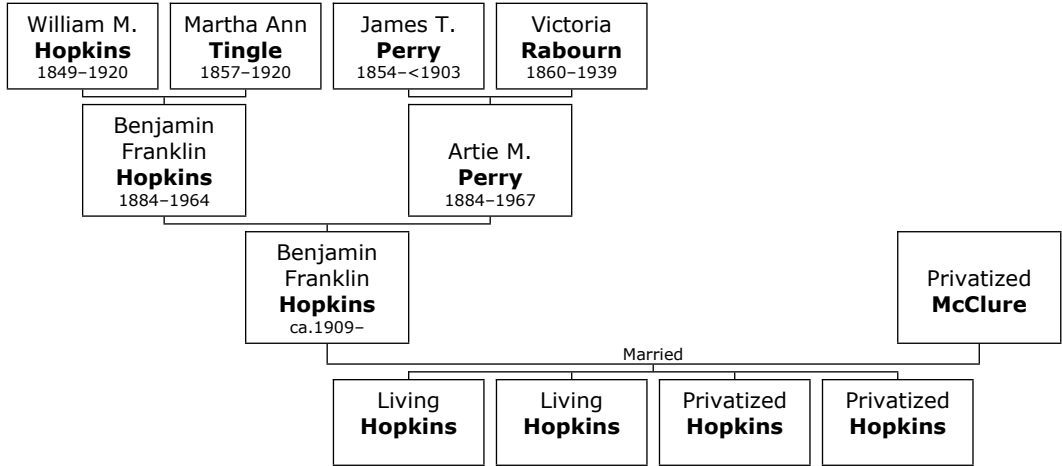 William M.
Hopkins
1849–1920
Martha Ann
Tingle
1857–1920
James T.
Perry
1854–<1903
Victoria
Rabourn
1860–1939
Benjamin
Franklin
Hopkins
1884–1964
Artie M.
Perry
1884–1967
Benjamin
Franklin
Hopkins
ca.1909–
Privatized
McClure
Married
Living
Hopkins
Living
Hopkins
Privatized
Hopkins
Privatized
Hopkins